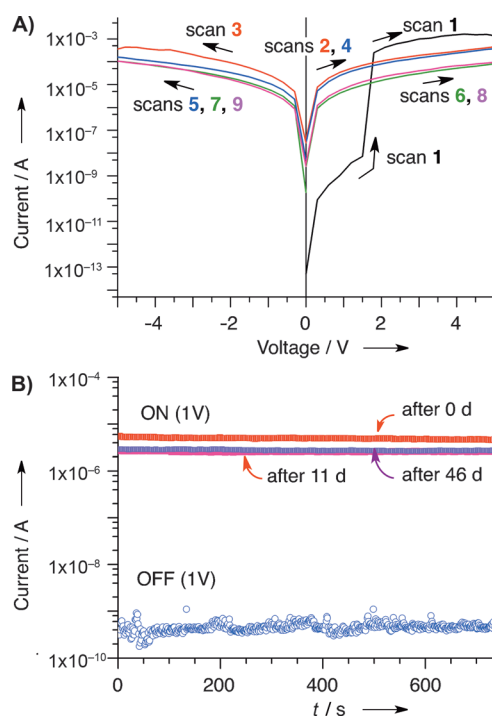 A)
scan 3
scans 2, 4
scan 1
scans 5, 7, 9
scans 6, 8
scan 1
1x10⁻³
1x10⁻⁵
1x10⁻⁷
1x10⁻⁹
1x10⁻¹¹
1x10⁻¹³
Current / A
-4 -2 0 2 4
Voltage / V
B)
1x10⁻⁴
1x10⁻⁶
1x10⁻⁸
1x10⁻¹⁰
Current / A
ON (1V)
after 0 d
after 11 d
after 46 d
OFF (1V)
0 200 400 600
t / s